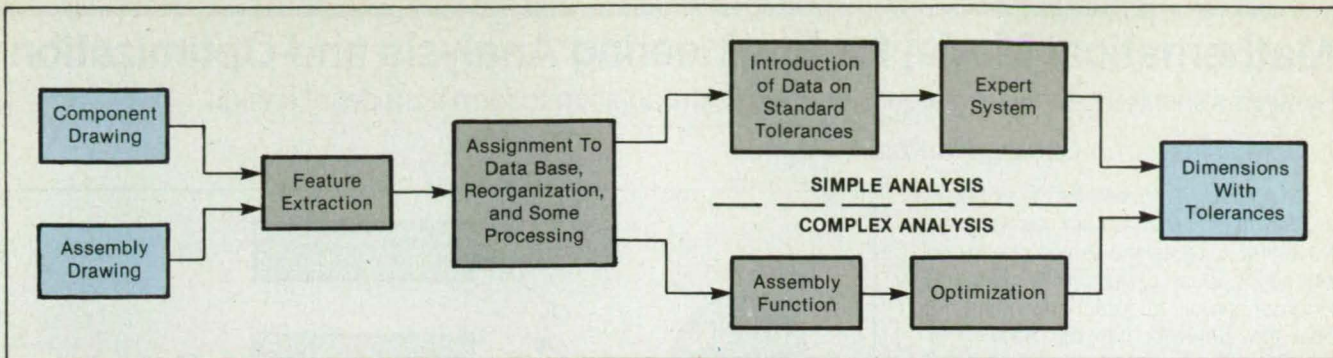 Component
Drawing
Assembly
Drawing
Feature
Extraction
Assignment To
Data Base,
Reorganization,
and Some
Processing
Introduction
of Data on
Standard
Tolerances
Expert
System
SIMPLE ANALYSIS
COMPLEX ANALYSIS
Assembly
Function
Optimization
Dimensions
With
Tolerances